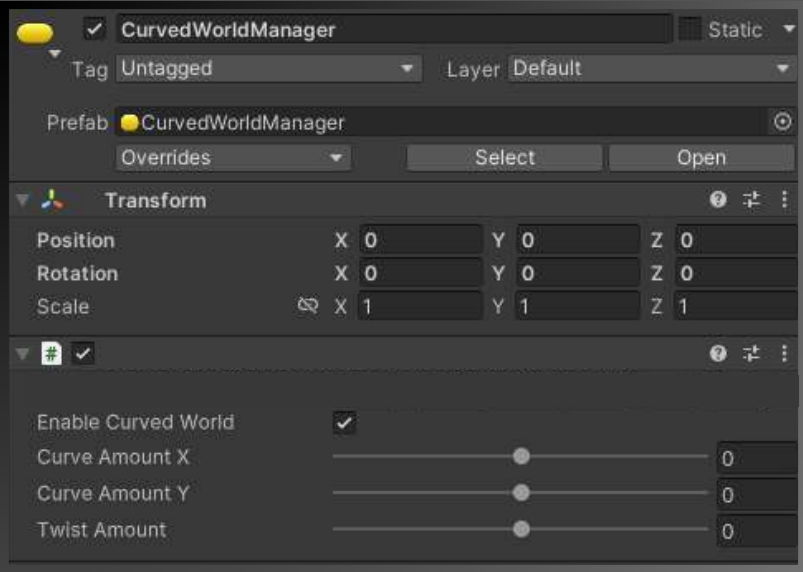 CurvedWorldManager Static
Tag Untagged Layer Default
Prefab CurvedWorldManager
Overrides Select Open
Transform
Position X 0 Y 0 Z 0
Rotation X 0 Y 0 Z 0
Scale X 1 Y 1 Z 1
#
Enable Curved World
Curve Amount X 0
Curve Amount Y 0
Twist Amount 0